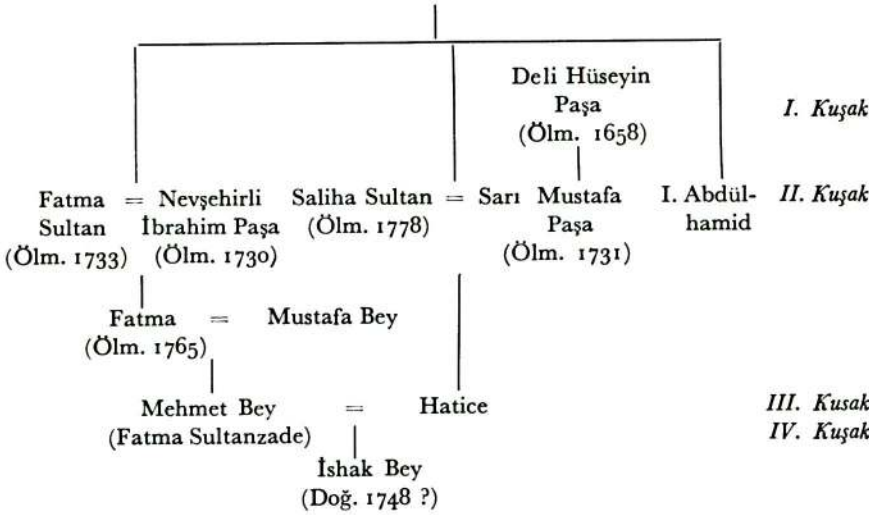 Deli Hüseyin
Paşa
(Ölm. 1658)
I. Kuşak
Fatma = Nevşehirli Saliha Sultan = Sarı Mustafa I. Abdül- II. Kuşak
Sultan İbrahim Paşa (Ölm. 1778) Paşa hamid
(Ölm. 1733) (Ölm. 1730) (Ölm. 1731)
Fatma = Mustafa Bey
(Ölm. 1765)
Mehmet Bey = Hatice III. Kusak
(Fatma Sultanzade) IV. Kuşak
İshak Bey
(Doğ. 1748 ?)